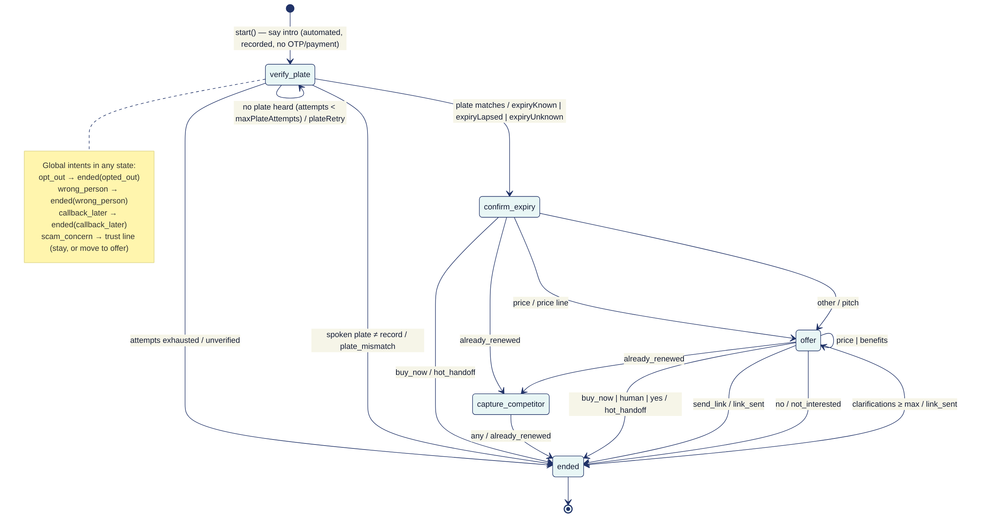 start() — say intro (automated,
recorded, no OTP/payment)
verify_plate
no plate heard (attempts <
maxPlateAttempts) / plateRetry
plate matches / expiryKnown |
expiryLapsed | expiryUnknown
Global intents in any state:
opt_out → ended(opted_out)
wrong_person →
ended(wrong_person)
callback_later →
ended(callback_later)
scam_concern → trust line
(stay, or move to offer)
confirm_expiry
price / price line
other / pitch
attempts exhausted / unverified
spoken plate ≠ record /
plate_mismatch
already_renewed
offer
price | benefits
already_renewed
buy_now / hot_handoff
capture_competitor
buy_now | human | yes /
hot_handoff
send_link / link_sent
no / not_interested
clarifications ≥ max / link_sent
any / already_renewed
ended